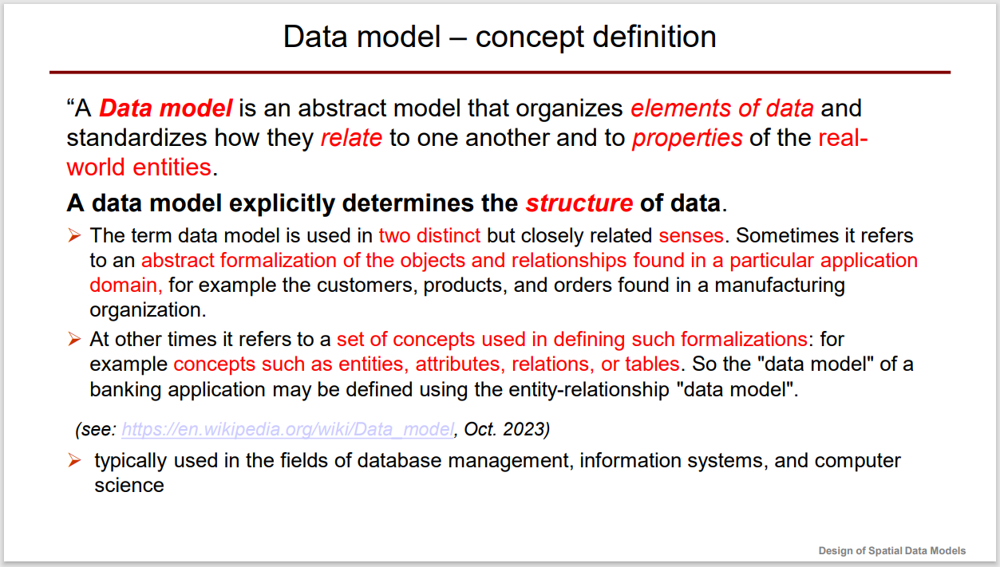 Data model – concept definition
“A Data model is an abstract model that organizes elements of data and
standardizes how they relate to one another and to properties of the real-
world entities.
A data model explicitly determines the structure of data.
➢ The term data model is used in two distinct but closely related senses. Sometimes it refers
to an abstract formalization of the objects and relationships found in a particular application
domain, for example the customers, products, and orders found in a manufacturing
organization.
➢ At other times it refers to a set of concepts used in defining such formalizations: for
example concepts such as entities, attributes, relations, or tables. So the "data model" of a
banking application may be defined using the entity-relationship "data model".
(see: https://en.wikipedia.org/wiki/Data_model, Oct. 2023)
➢ typically used in the fields of database management, information systems, and computer
science
Design of Spatial Data Models